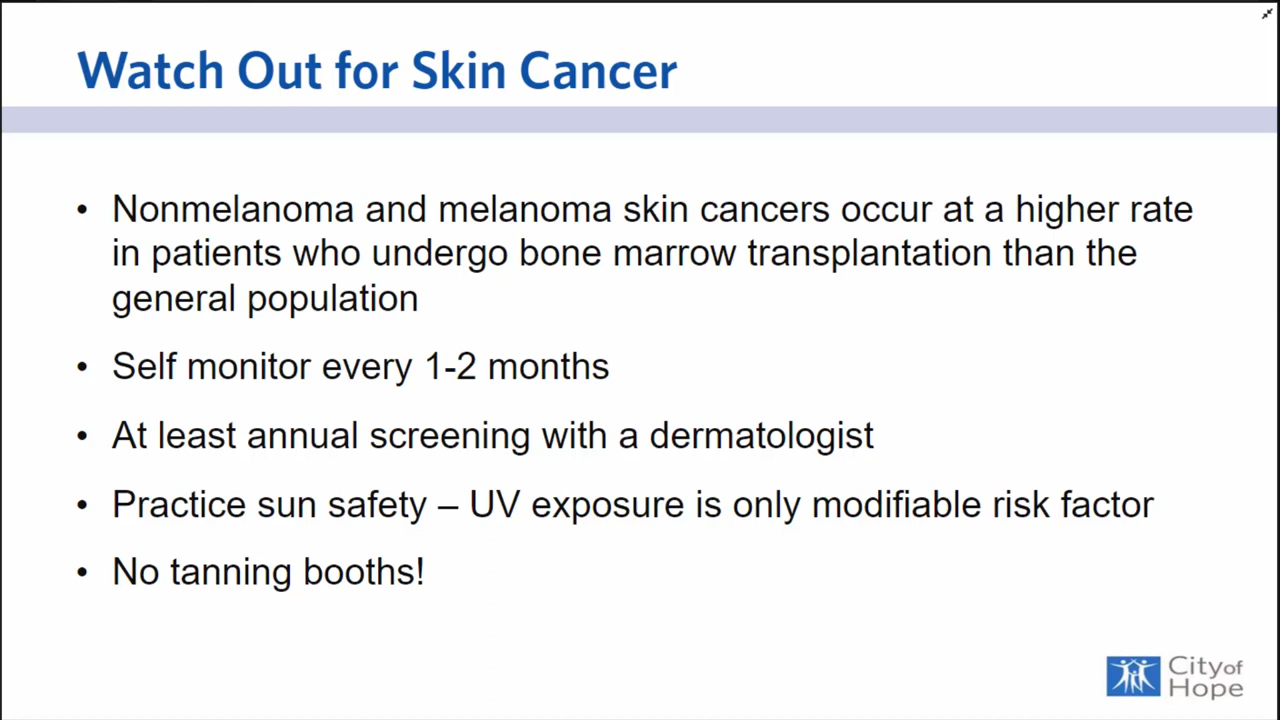 Watch Out for Skin Cancer
• Nonmelanoma and melanoma skin cancers occur at a higher rate
in patients who undergo bone marrow transplantation than the
general population
• Self monitor every 1-2 months
• At least annual screening with a dermatologist
• Practice sun safety – UV exposure is only modifiable risk factor
• No tanning booths!
City of
Hope